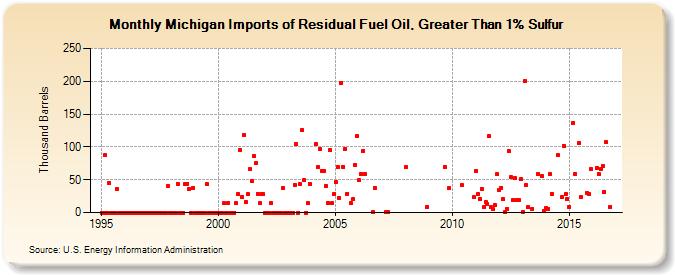 Monthly Michigan Imports of Residual Fuel Oil, Greater Than 1% Sulfur
Thousand Barrels
250
200
150
100
50
0
1995 2000 2005 2010 2015
Source: U.S. Energy Information Administration